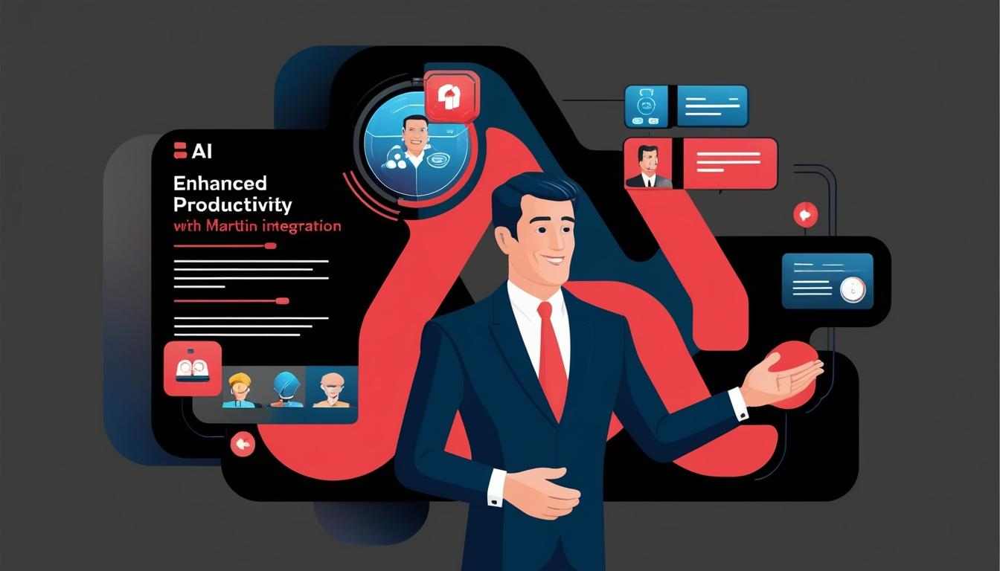 AI
Enhanced
Productivity
with Marttin integration